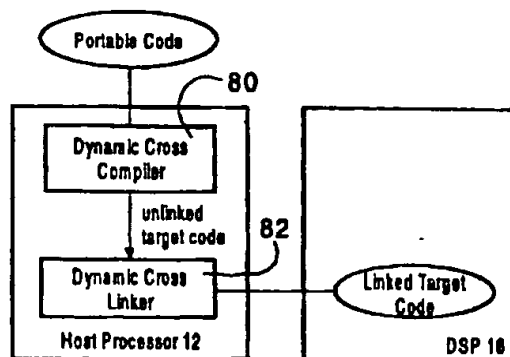 Portable Code
80
Dynamic Cross
Compiler
unlinked
target code
82
Dynamic Cross
Linker
Linked Target
Code
Host Processor 12
DSP 16